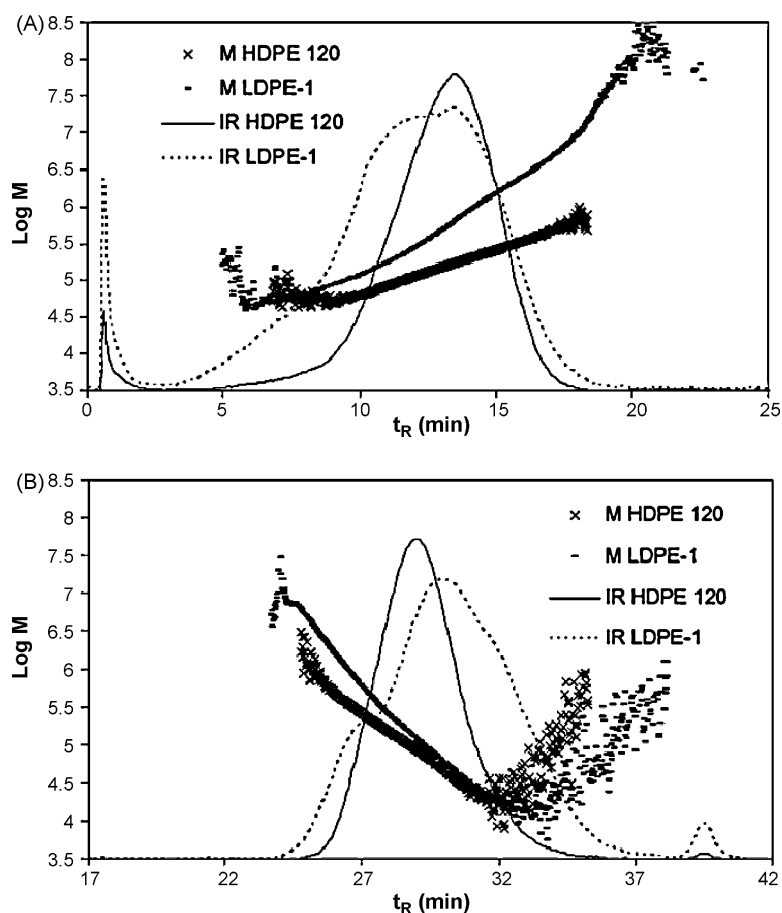 (A)
8.5
8
7.5
7
6.5
6
5.5
5
4.5
4
3.5
Log M
M HDPE 120
M LDPE-1
IR HDPE 120
IR LDPE-1
0 5 10 15 20 25
tR (min)
(B)
8.5
8
7.5
7
6.5
6
5.5
5
4.5
4
3.5
Log M
M HDPE 120
M LDPE-1
IR HDPE 120
IR LDPE-1
17 22 27 32 37 42
tR (min)